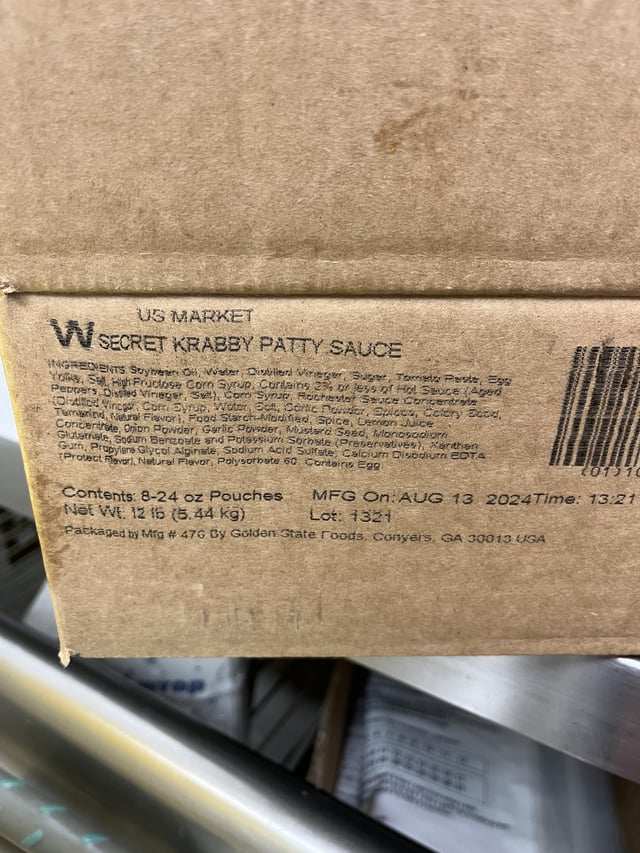 US MARKET
W SECRET KRABBY PATTY SAUCE
INGREDIENTS Soybean Oil, Water, Distilled Vinegar, Sugar, Tomato Paste, Egg
Yolks, Salt, High Fructose Corn Syrup, Contains 2% or less of Hot Sauce (Aged
Peppers, Distilled Vinegar, Salt), Corn Syrup, Rochester Sauce Concentrate
(Distilled Vinegar, Corn Syrup, Water, Salt, Garlic Powder, Spices, Celery Seed,
Tamarind, Natural Flavor), Food Starch-Modified, Spice, Lemon Juice
Concentrate, Onion Powder, Garlic Powder, Mustard Seed, Monosodium
Glutamate, Sodium Benzoate and Potassium Sorbate (Preservatives), Xanthan
Gum, Propylene Glycol Alginate, Sodium Acid Sulfate, Calcium Disodium EDTA
(Protect Flavor), Natural Flavor, Polysorbate 60. Contains Egg
Contents: 8-24 oz Pouches MFG On: AUG 13 2024 Time: 13:21
Net Wt: 12 lb (5.44 kg) Lot: 1321
Packaged by Mfg # 476 By Golden State Foods, Conyers, GA 30013 USA